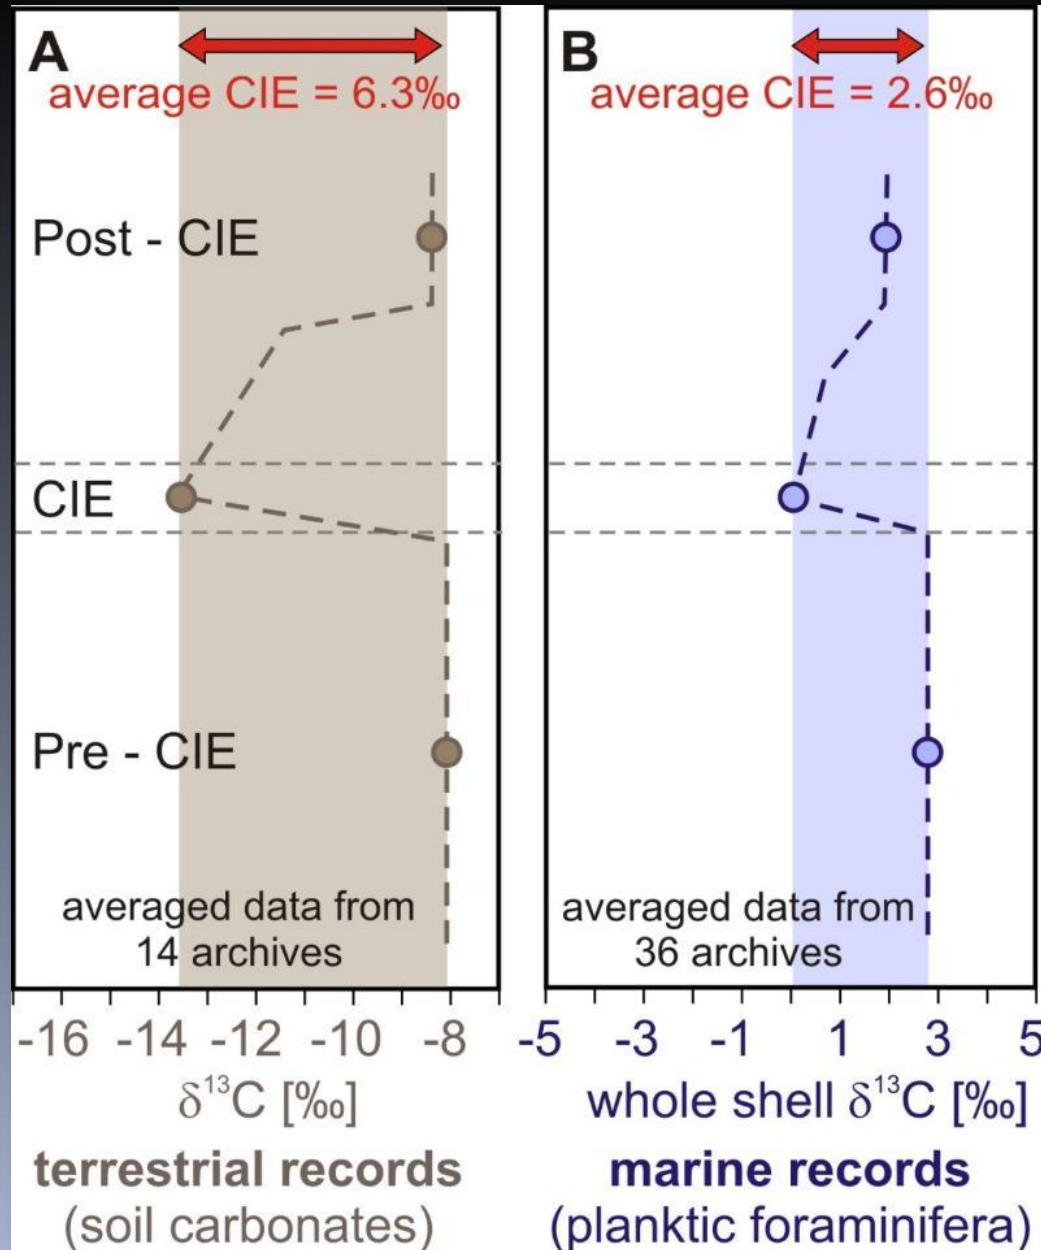 A
average CIE = 6.3‰
Post - CIE
CIE
Pre - CIE
averaged data from
14 archives
-16 -14 -12 -10 -8
δ¹³C [‰]
terrestrial records
(soil carbonates)
B
average CIE = 2.6‰
averaged data from
36 archives
-5 -3 -1 1 3 5
whole shell δ¹³C [‰]
marine records
(planktic foraminifera)